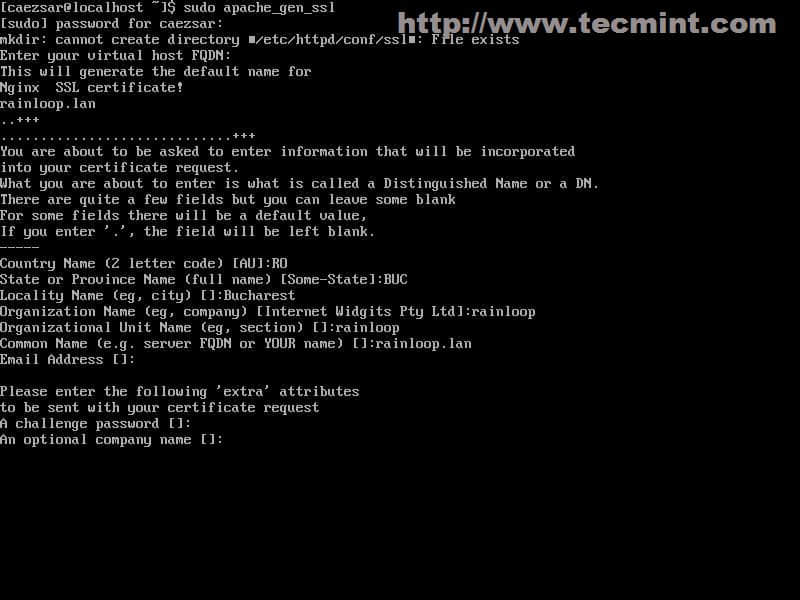 [caezsar@localhost ~]$ sudo apache_gen_ssl
http://www.tecmint.com
[sudo] password for caezsar:
mkdir: cannot create directory ■/etc/httpd/conf/ssl■: File exists
Enter your virtual host FQDN:
This will generate the default name for
Nginx  SSL certificate!
rainloop.lan
..+++
.............................+++
You are about to be asked to enter information that will be incorporated
into your certificate request.
What you are about to enter is what is called a Distinguished Name or a DN.
There are quite a few fields but you can leave some blank
For some fields there will be a default value,
If you enter '.', the field will be left blank.
-----
Country Name (2 letter code) [AU]:RO
State or Province Name (full name) [Some-State]:BUC
Locality Name (eg, city) []:Bucharest
Organization Name (eg, company) [Internet Widgits Pty Ltd]:rainloop
Organizational Unit Name (eg, section) []:rainloop
Common Name (e.g. server FQDN or YOUR name) []:rainloop.lan
Email Address []:
Please enter the following 'extra' attributes
to be sent with your certificate request
A challenge password []:
An optional company name []: